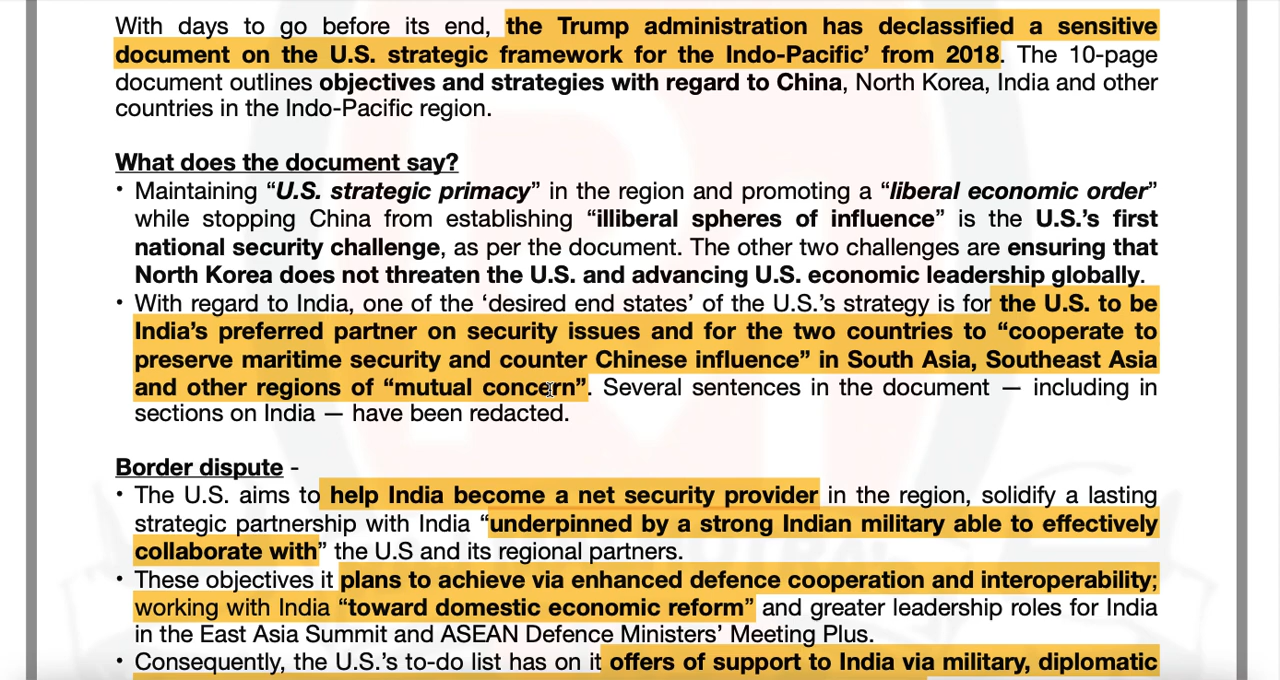 With days to go before its end, the Trump administration has declassified a sensitive
document on the U.S. strategic framework for the Indo-Pacific’ from 2018. The 10-page
document outlines objectives and strategies with regard to China, North Korea, India and other
countries in the Indo-Pacific region.
What does the document say?
• Maintaining “U.S. strategic primacy” in the region and promoting a “liberal economic order”
while stopping China from establishing “illiberal spheres of influence” is the U.S.’s first
national security challenge, as per the document. The other two challenges are ensuring that
North Korea does not threaten the U.S. and advancing U.S. economic leadership globally.
• With regard to India, one of the ‘desired end states’ of the U.S.’s strategy is for the U.S. to be
India’s preferred partner on security issues and for the two countries to “cooperate to
preserve maritime security and counter Chinese influence” in South Asia, Southeast Asia
and other regions of “mutual concern”. Several sentences in the document — including in
sections on India — have been redacted.
Border dispute -
• The U.S. aims to help India become a net security provider in the region, solidify a lasting
strategic partnership with India “underpinned by a strong Indian military able to effectively
collaborate with” the U.S and its regional partners.
• These objectives it plans to achieve via enhanced defence cooperation and interoperability;
working with India “toward domestic economic reform” and greater leadership roles for India
in the East Asia Summit and ASEAN Defence Ministers’ Meeting Plus.
• Consequently, the U.S.’s to-do list has on it offers of support to India via military, diplomatic